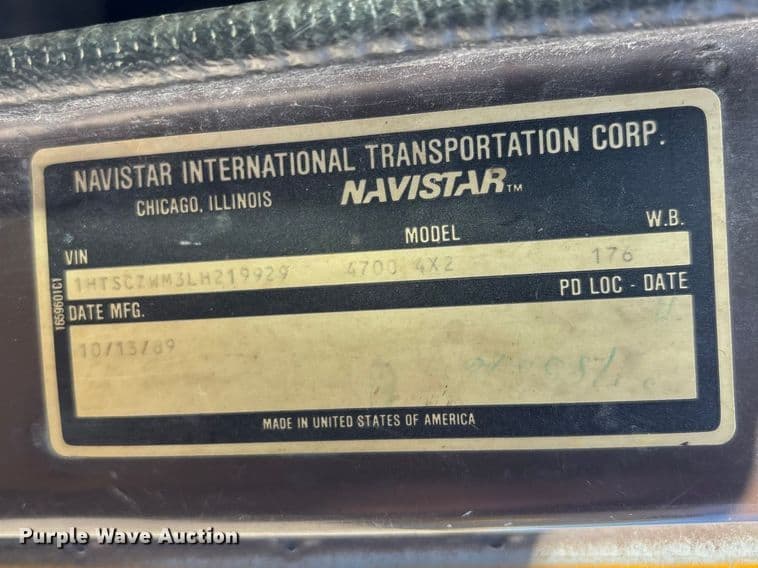 NAVISTAR INTERNATIONAL TRANSPORTATION CORP.
CHICAGO, ILLINOIS NAVISTAR™
VIN MODEL W.B.
1HTSCZWM3LH219929 4700 4X2 176
DATE MFG. PD LOC - DATE
10/13/89
MADE IN UNITED STATES OF AMERICA
1659601C1
Purple Wave Auction